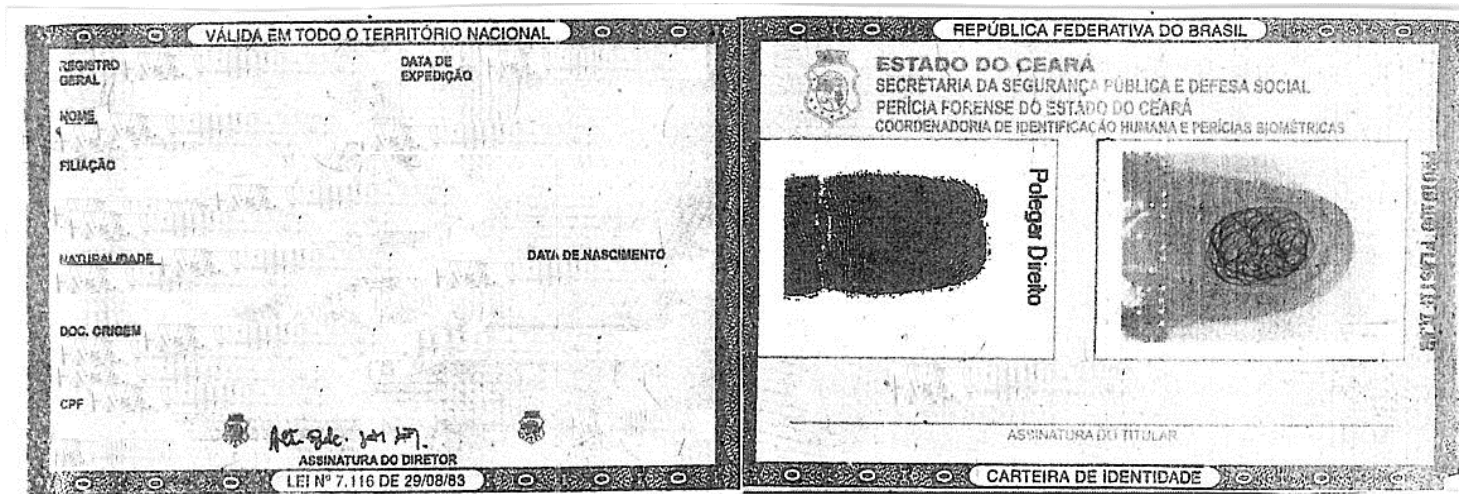 VÁLIDA EM TODO O TERRITÓRIO NACIONAL
REGISTRO
GERAL
DATA DE
EXPEDIÇÃO
NOME
FILIAÇÃO
NATURALIDADE
DATA DE NASCIMENTO
DOC. ORIGEM
CPF
ASSINATURA DO DIRETOR
LEI Nº 7.116 DE 29/08/83
REPÚBLICA FEDERATIVA DO BRASIL
ESTADO DO CEARÁ
SECRETARIA DA SEGURANÇA PÚBLICA E DEFESA SOCIAL
PERÍCIA FORENSE DO ESTADO DO CEARÁ
COORDENADORIA DE IDENTIFICAÇÃO HUMANA E PERÍCIAS BIOMÉTRICAS
Polegar Direito
ASSINATURA DO TITULAR
CARTEIRA DE IDENTIDADE